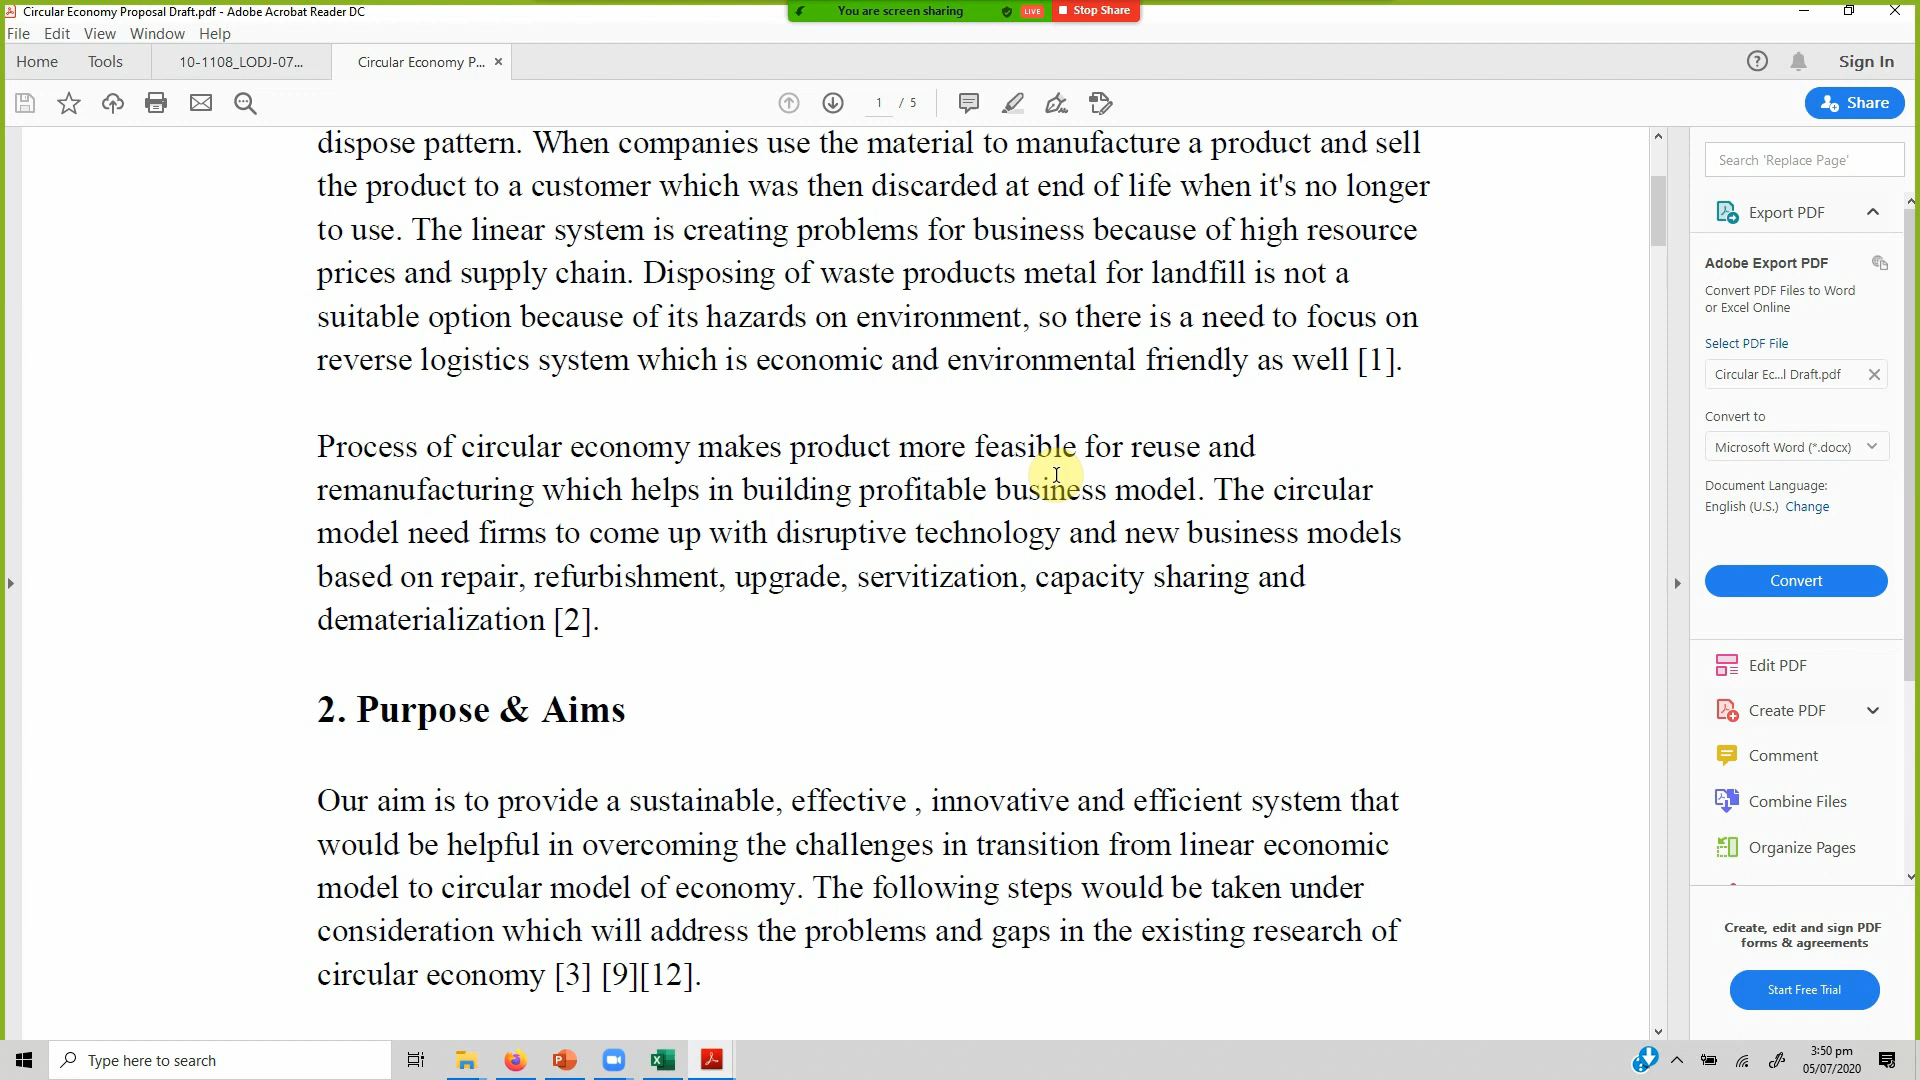 Circular Economy Proposal Draft.pdf - Adobe Acrobat Reader DC
You are screen sharing
LIVE
Stop Share
File Edit View Window Help
Home Tools 10-1108_LODJ-07... Circular Economy P... Sign In
1 / 5
Share
dispose pattern. When companies use the material to manufacture a product and sell
the product to a customer which was then discarded at end of life when it's no longer
to use. The linear system is creating problems for business because of high resource
prices and supply chain. Disposing of waste products metal for landfill is not a
suitable option because of its hazards on environment, so there is a need to focus on
reverse logistics system which is economic and environmental friendly as well [1].
Process of circular economy makes product more feasible for reuse and
remanufacturing which helps in building profitable business model. The circular
model need firms to come up with disruptive technology and new business models
based on repair, refurbishment, upgrade, servitization, capacity sharing and
dematerialization [2].
2. Purpose & Aims
Our aim is to provide a sustainable, effective , innovative and efficient system that
would be helpful in overcoming the challenges in transition from linear economic
model to circular model of economy. The following steps would be taken under
consideration which will address the problems and gaps in the existing research of
circular economy [3] [9][12].
Search 'Replace Page'
Export PDF
Adobe Export PDF
Convert PDF Files to Word
or Excel Online
Select PDF File
Circular Ec...l Draft.pdf
Convert to
Microsoft Word (*.docx)
Document Language:
English (U.S.) Change
Convert
Edit PDF
Create PDF
Comment
Combine Files
Organize Pages
Create, edit and sign PDF
forms & agreements
Start Free Trial
Type here to search
3:50 pm
05/07/2020